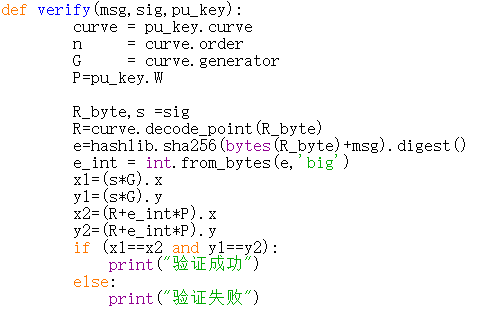 def verify(msg,sig,pu_key):
        curve = pu_key.curve
        n     = curve.order
        G     = curve.generator
        P=pu_key.W

        R_byte,s =sig
        R=curve.decode_point(R_byte)
        e=hashlib.sha256(bytes(R_byte)+msg).digest()
        e_int = int.from_bytes(e,'big')
        x1=(s*G).x
        y1=(s*G).y
        x2=(R+e_int*P).x
        y2=(R+e_int*P).y
        if (x1==x2 and y1==y2):
            print("验证成功")
        else:
            print("验证失败")